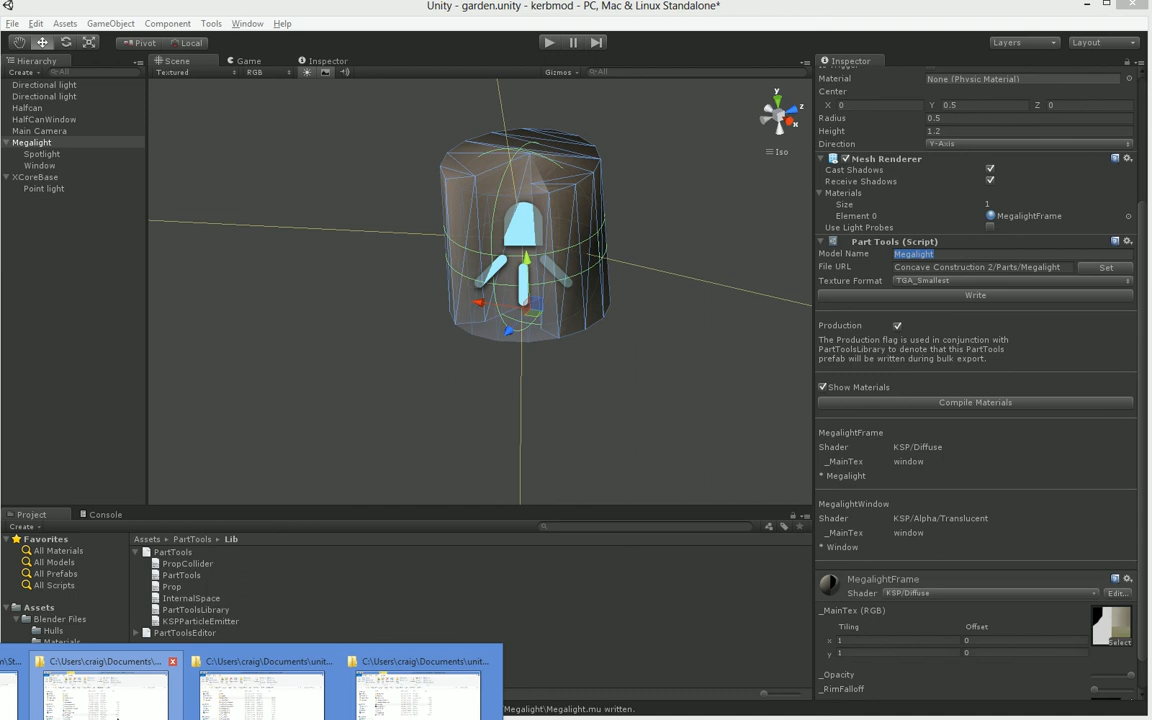 Unity - garden.unity - kerbmod - PC, Mac & Linux Standalone*
File Edit Assets GameObject Component Tools Window Help
Pivot Local Layers Layout
Hierarchy
Create All
Directional light
Directional light
Halfcan
HalfCanWindow
Main Camera
Megalight
Spotlight
Window
XCoreBase
Point light
Scene Game Inspector
Textured RGB Gizmos All
y
z
x
Iso
Inspector
Material None (Physic Material)
Center
X 0 Y 0.5 Z 0
Radius 0.5
Height 1.2
Direction Y-Axis
Mesh Renderer
Cast Shadows
Receive Shadows
Materials
Size 1
Element 0 MegalightFrame
Use Light Probes
Part Tools (Script)
Model Name Megalight
File URL Concave Construction 2/Parts/Megalight Set
Texture Format TGA_Smallest
Write
Production
The Production flag is used in conjunction with
PartToolsLibrary to denote that this PartTools
prefab will be written during bulk export.
Show Materials
Compile Materials
MegalightFrame
Shader KSP/Diffuse
_MainTex window
* Megalight
MegalightWindow
Shader KSP/Alpha/Translucent
_MainTex window
* Window
MegalightFrame
Shader KSP/Diffuse Edit...
_MainTex (RGB)
Tiling Offset
x 1 0
y 1 0
Select
_Opacity
_RimFalloff
Project Console
Create
Favorites
All Materials
All Models
All Prefabs
All Scripts
Assets
Blender Files
Hulls
Assets PartTools Lib
PartTools
PropCollider
PartTools
Prop
InternalSpace
PartToolsLibrary
KSPParticleEmitter
PartToolsEditor
C:\Users\craig\Documents\... C:\Users\craig\Documents\unit... C:\Users\craig\Documents\unit...
Megalight\Megalight.mu written.